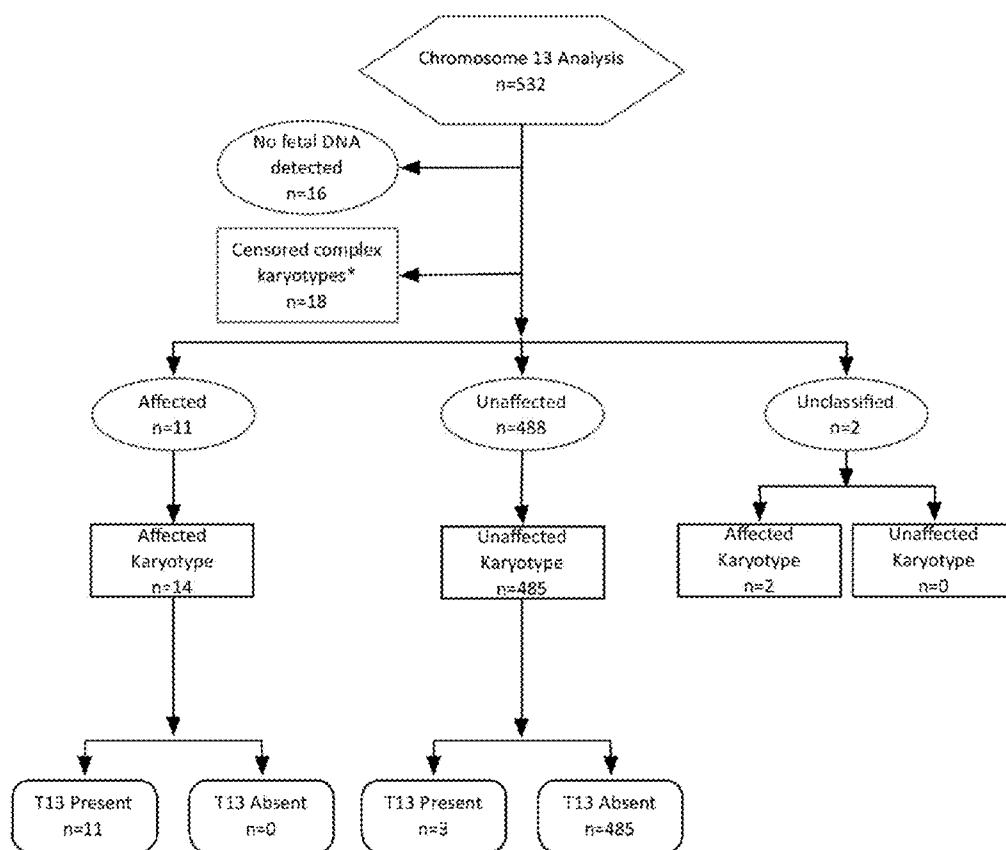 Chromosome 13 Analysis
n=532
No fetal DNA
detected
n=16
Censored complex
karyotypes*
n=18
Affected
n=11
Unaffected
n=488
Unclassified
n=2
Affected
Karyotype
n=14
Unaffected
Karyotype
n=485
Affected
Karyotype
n=2
Unaffected
Karyotype
n=0
T13 Present
n=11
T13 Absent
n=0
T13 Present
n=3
T13 Absent
n=485